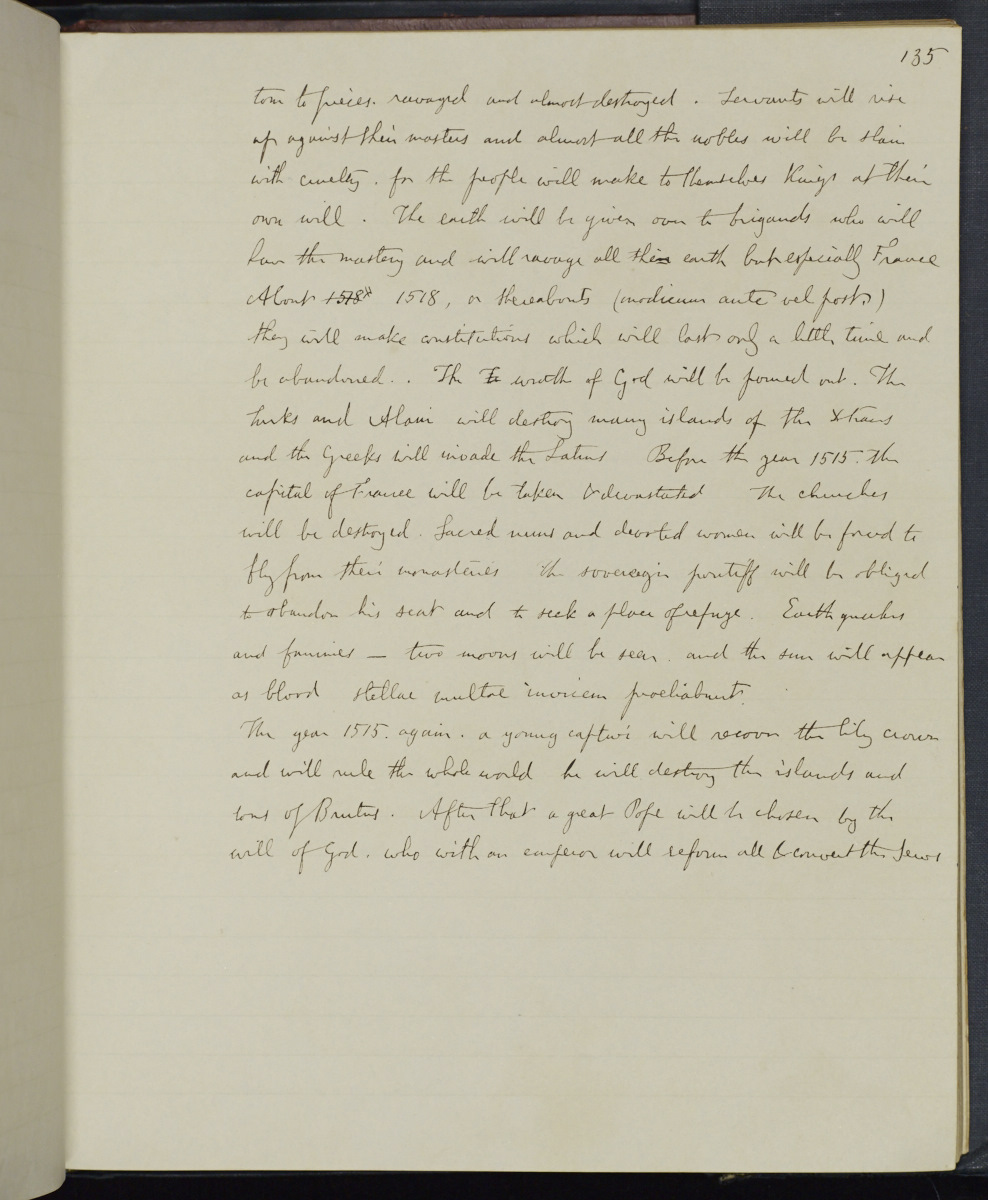 135
torn to pieces. ravaged and almost destroyed. Servants will rise
up against their masters and almost all the nobles will be slain
with cruelty. for the people will make to themselves Kings at their
own will. The earth will be given over to brigands who will
have the mastery and will ravage all the earth but especially France
About 1518 1518, or thereabouts (modicum ante vel post)
they will make constitutions which will last only a little time and
be abandoned.. The wrath of God will be poured out. The
Turks and Alani will destroy many islands of the Xtians
and the Greeks will invade the Latins Before the year 1515. the
capital of France will be taken & devastated The churches
will be destroyed. Sacred nuns and devoted women will be forced to
fly from their monasteries The sovereign pontiff will be obliged
to abandon his seat and to seek a place of refuge. Earthquakes
and famines — two moons will be seen. and the sun will appear
as blood stellae multae invicem proeliabunt.
The year 1515. again. a young captive will recover the lily crown
and will rule the whole world he will destroy the islands and
sons of Brutus. After that a great Pope will be chosen by the
will of God. who with an emperor will reform all & convert the Jews